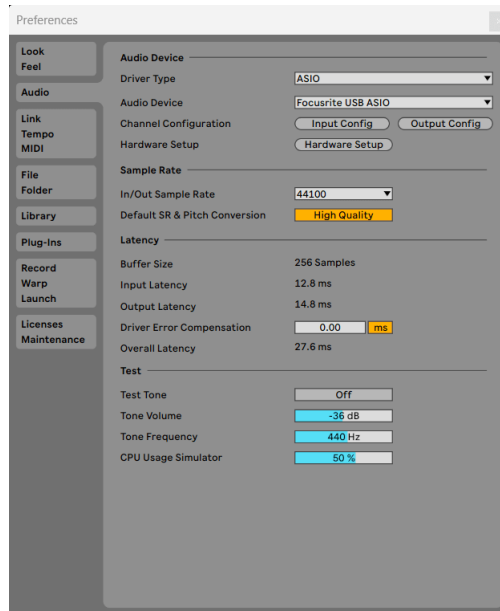 Preferences
Look
Feel
Audio
Link
Tempo
MIDI
File
Folder
Library
Plug-Ins
Record
Warp
Launch
Licenses
Maintenance
Audio Device
Driver Type ASIO
Audio Device Focusrite USB ASIO
Channel Configuration Input Config Output Config
Hardware Setup Hardware Setup
Sample Rate
In/Out Sample Rate 44100
Default SR & Pitch Conversion High Quality
Latency
Buffer Size 256 Samples
Input Latency 12.8 ms
Output Latency 14.8 ms
Driver Error Compensation 0.00 ms
Overall Latency 27.6 ms
Test
Test Tone Off
Tone Volume -36 dB
Tone Frequency 440 Hz
CPU Usage Simulator 50 %